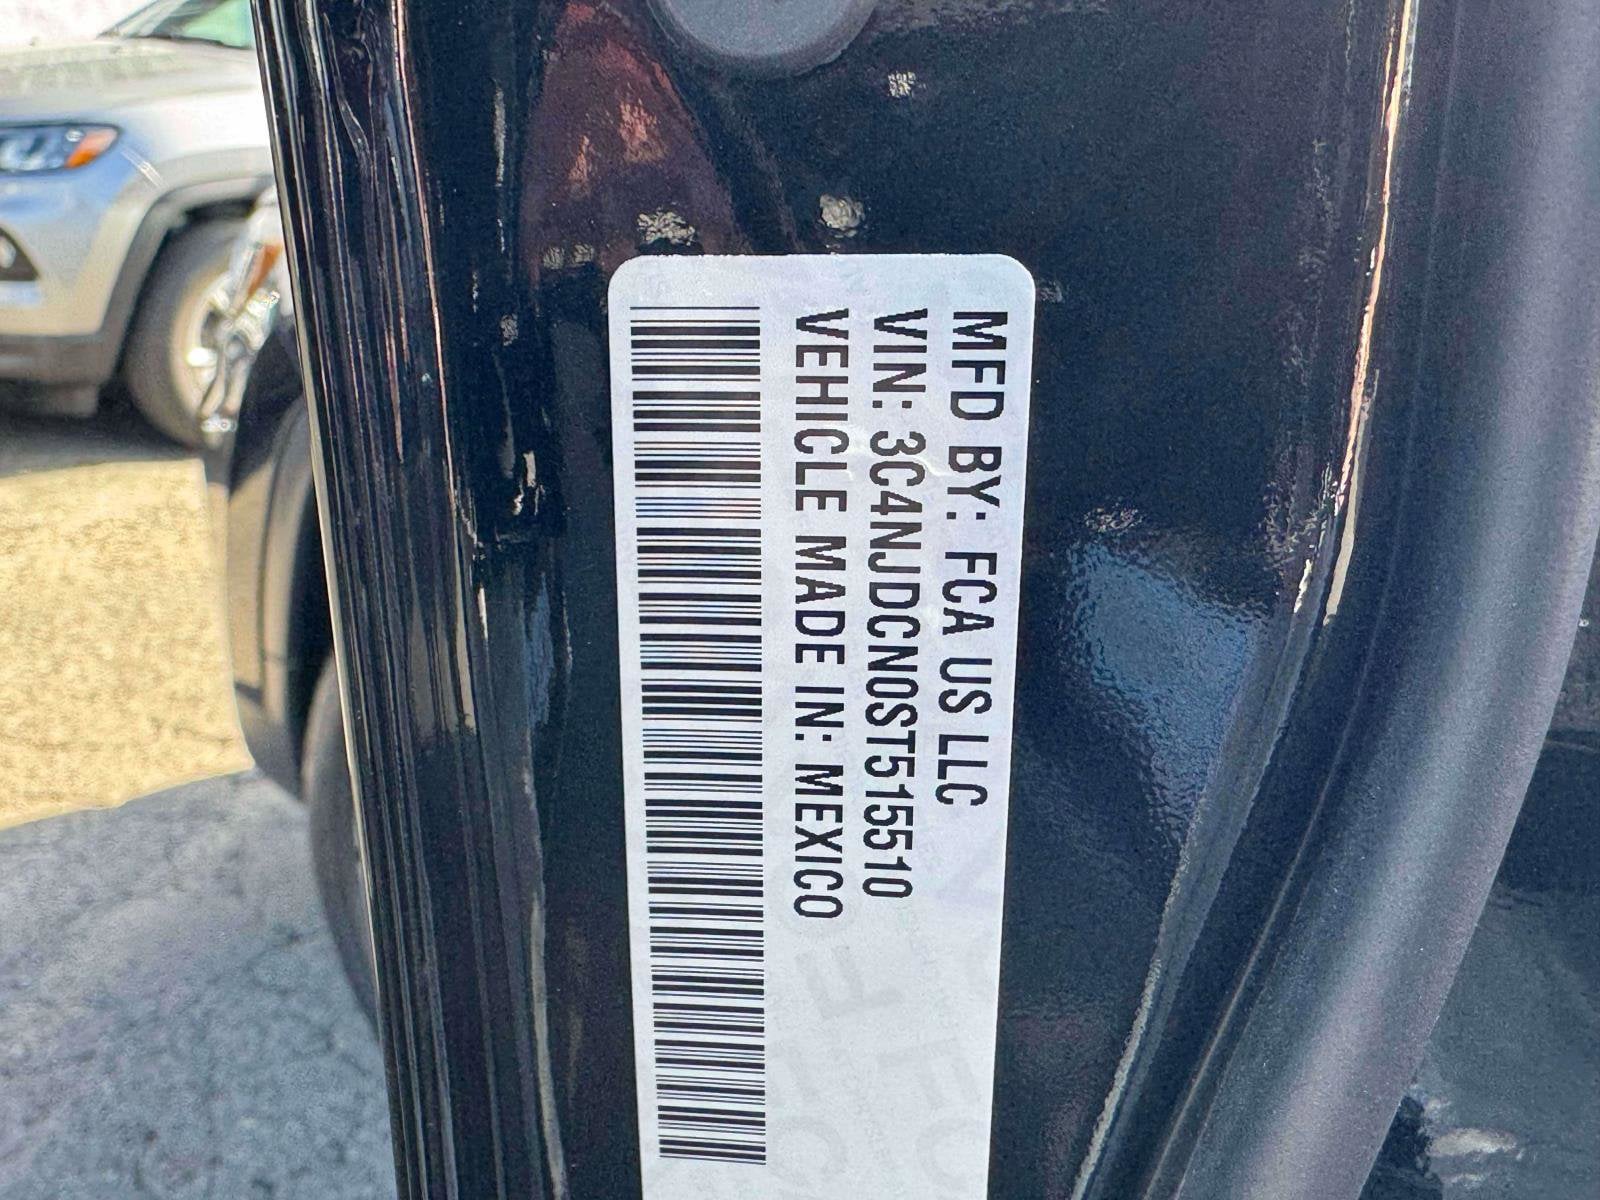 MFD BY: FCA US LLC
VIN: 3C4NJDCN0ST515510
VEHICLE MADE IN: MEXICO